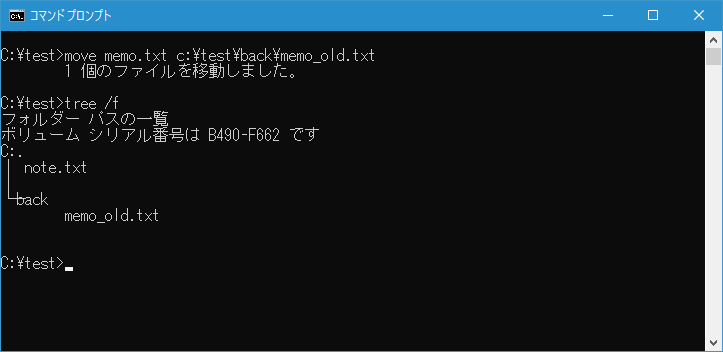 コマンドプロンプト
C:¥test>move memo.txt c:¥test¥back¥memo_old.txt
1 個のファイルを移動しました。
C:¥test>tree /f
フォルダー パスの一覧
ボリューム シリアル番号は B490-F662 です
C:.
note.txt
back
memo_old.txt
C:¥test>